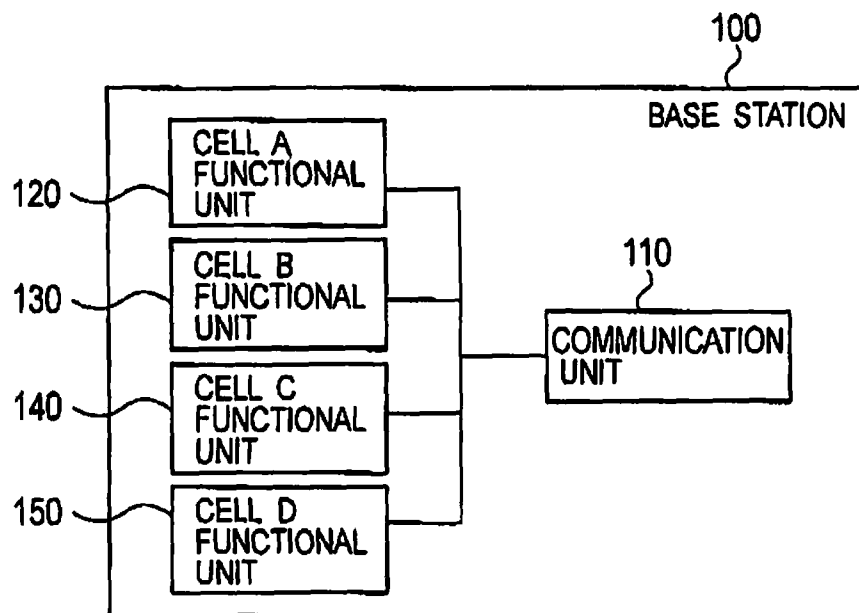 100
BASE STATION
CELL A
FUNCTIONAL
UNIT
120
CELL B
FUNCTIONAL
UNIT
130
110
COMMUNICATION
UNIT
CELL C
FUNCTIONAL
UNIT
140
CELL D
FUNCTIONAL
UNIT
150